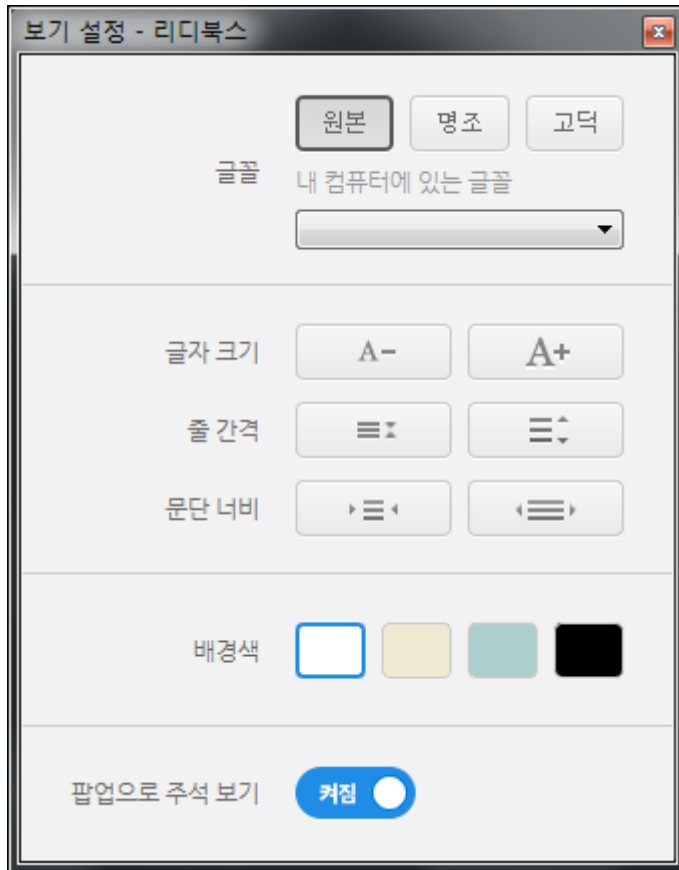 보기 설정 - 리디북스
원본 명조 고덕
글꼴
내 컴퓨터에 있는 글꼴
글자 크기 A- A+
줄 간격
문단 너비
배경색
팝업으로 주석 보기 켜짐